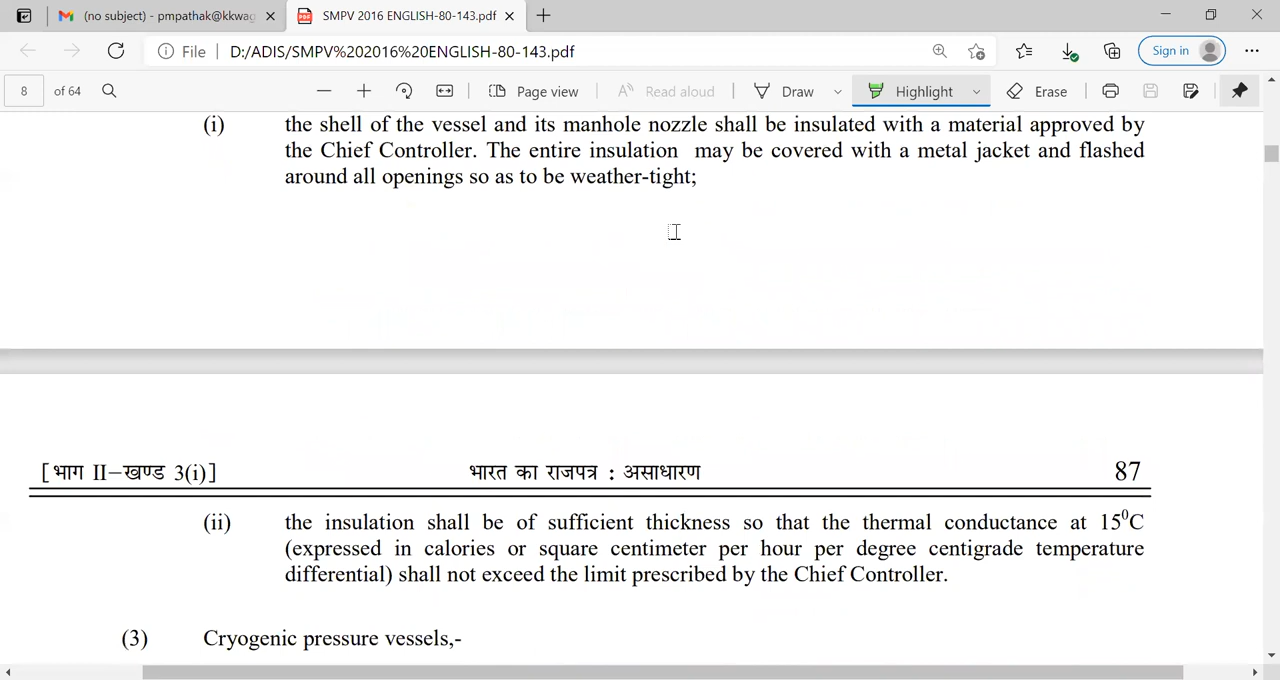 (no subject) - pmpathak@kkwag
SMPV 2016 ENGLISH-80-143.pdf
File D:/ADIS/SMPV%202016%20ENGLISH-80-143.pdf
Sign in
8 of 64
Page view
Read aloud
Draw
Highlight
Erase
(i) the shell of the vessel and its manhole nozzle shall be insulated with a material approved by
the Chief Controller. The entire insulation may be covered with a metal jacket and flashed
around all openings so as to be weather-tight;
[भाग II—खण्ड 3(i)] भारत का राजपत्र : असाधारण 87
(ii) the insulation shall be of sufficient thickness so that the thermal conductance at 15⁰C
(expressed in calories or square centimeter per hour per degree centigrade temperature
differential) shall not exceed the limit prescribed by the Chief Controller.
(3) Cryogenic pressure vessels,-